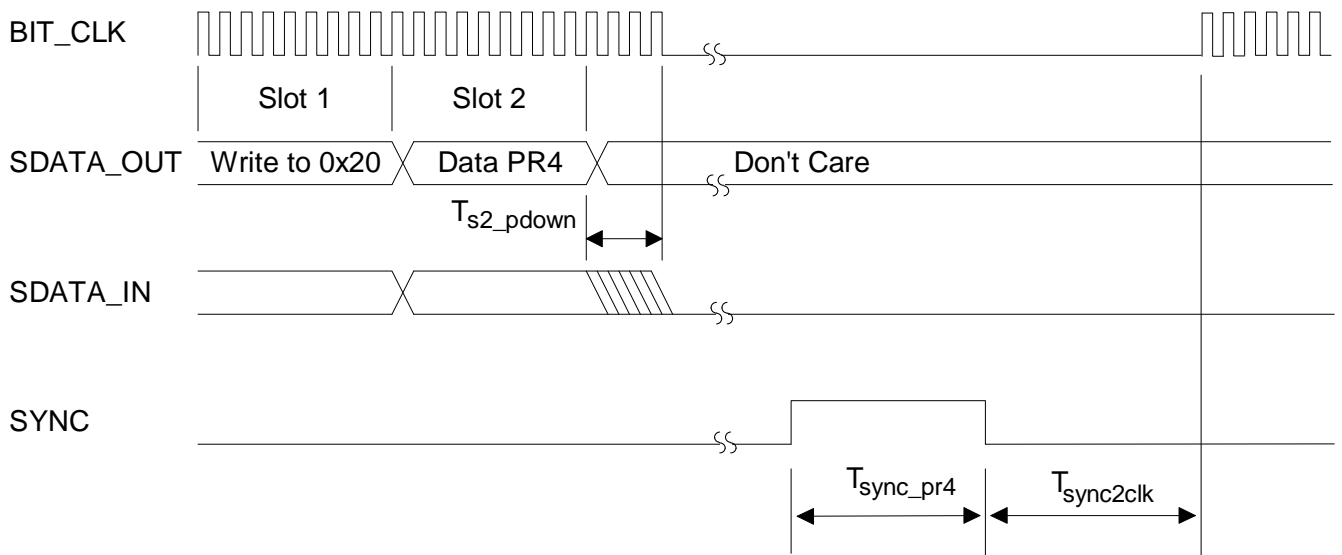 BIT_CLK
Slot 1
Slot 2
SDATA_OUT
Write to 0x20
Data PR4
Don't Care
Ts2_pdown
SDATA_IN
SYNC
Tsync_pr4
Tsync2clk